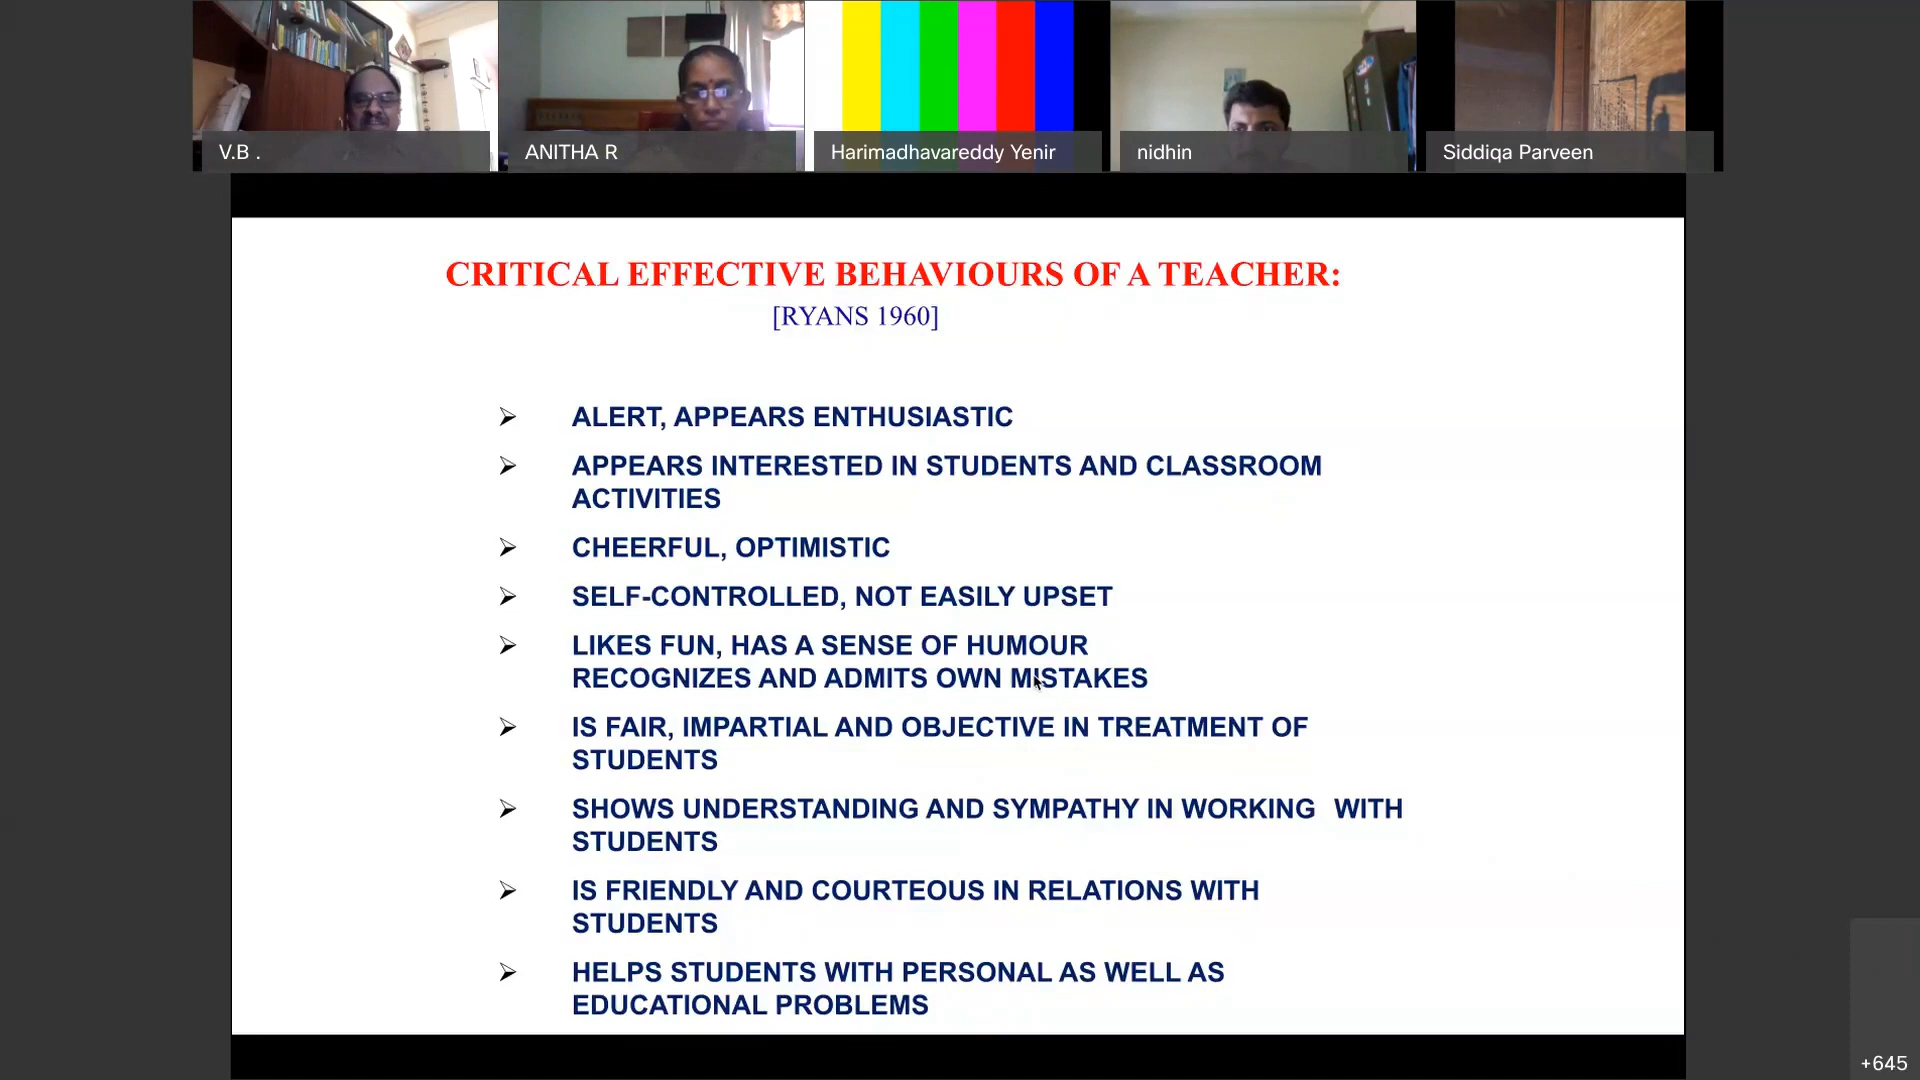 V.B .
ANITHA R
Harimadhavareddy Yenir
nidhin
Siddiqa Parveen
CRITICAL EFFECTIVE BEHAVIOURS OF A TEACHER:
[RYANS 1960]
➢ ALERT, APPEARS ENTHUSIASTIC
➢ APPEARS INTERESTED IN STUDENTS AND CLASSROOM
ACTIVITIES
➢ CHEERFUL, OPTIMISTIC
➢ SELF-CONTROLLED, NOT EASILY UPSET
➢ LIKES FUN, HAS A SENSE OF HUMOUR
RECOGNIZES AND ADMITS OWN MISTAKES
➢ IS FAIR, IMPARTIAL AND OBJECTIVE IN TREATMENT OF
STUDENTS
➢ SHOWS UNDERSTANDING AND SYMPATHY IN WORKING WITH
STUDENTS
➢ IS FRIENDLY AND COURTEOUS IN RELATIONS WITH
STUDENTS
➢ HELPS STUDENTS WITH PERSONAL AS WELL AS
EDUCATIONAL PROBLEMS
+645